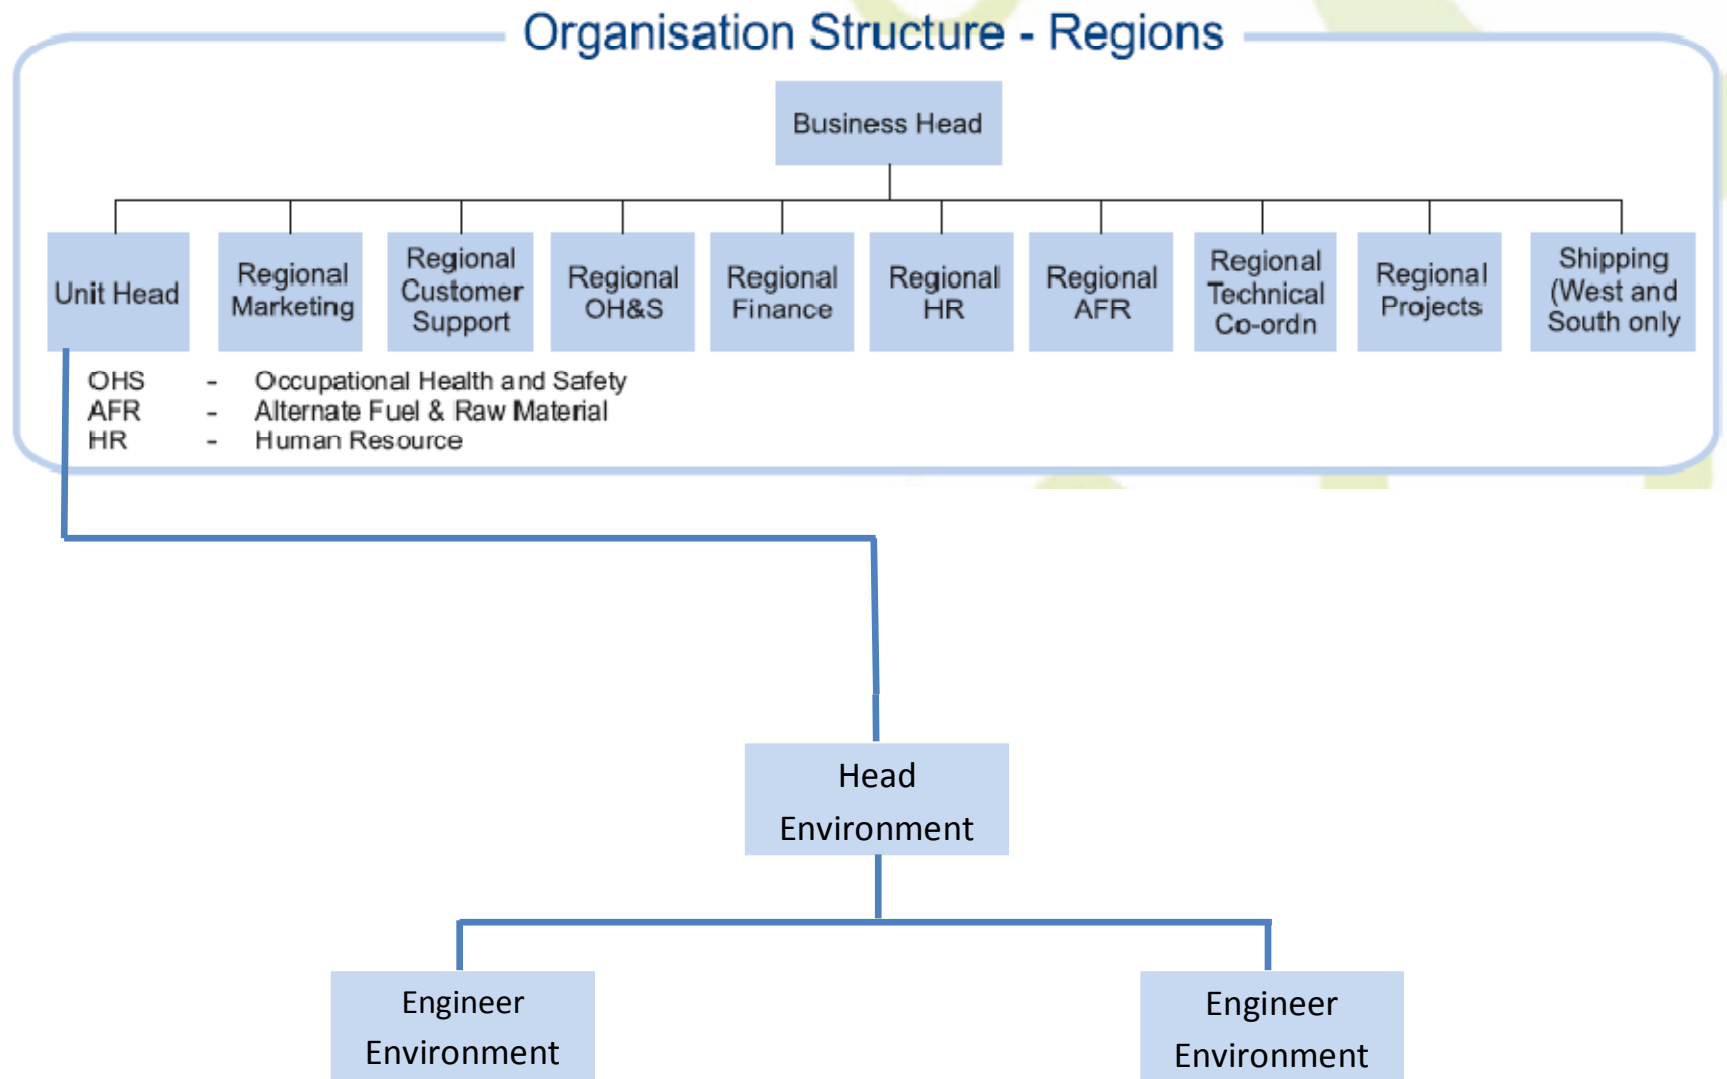 Organisation Structure - Regions
Business Head
Unit Head
Regional
Marketing
Regional
Customer
Support
Regional
OH&S
Regional
Finance
Regional
HR
Regional
AFR
Regional
Technical
Co-ordn
Regional
Projects
Shipping
(West and
South only
OHS - Occupational Health and Safety
AFR - Alternate Fuel & Raw Material
HR - Human Resource
Head
Environment
Engineer
Environment
Engineer
Environment